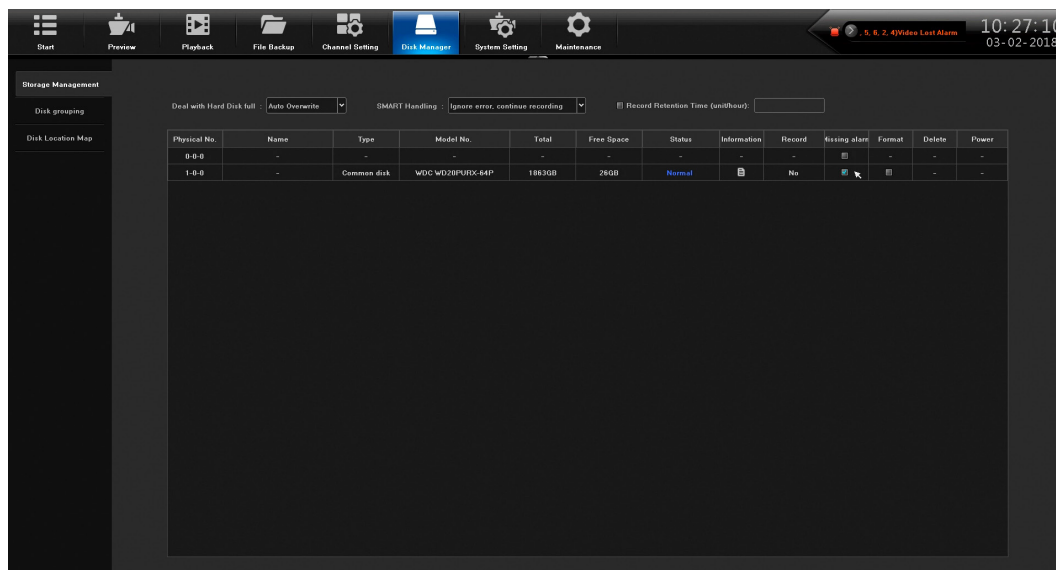 Start Preview Playback File Backup Channel Setting Disk Manager System Setting Maintenance
, 5, 6, 2, 4)Video Lost Alarm
10:27:10
03-02-2018
Storage Management
Disk grouping
Disk Location Map
Deal with Hard Disk full : Auto Overwrite SMART Handling : Ignore error, continue recording Record Retention Time (unit/hour):
Physical No. Name Type Model No. Total Free Space Status Information Record Missing alarm Format Delete Power
0-0-0 - - - - - - - - - - -
1-0-0 - Common disk WDC WD20PURX-64P 1863GB 26GB Normal No - -